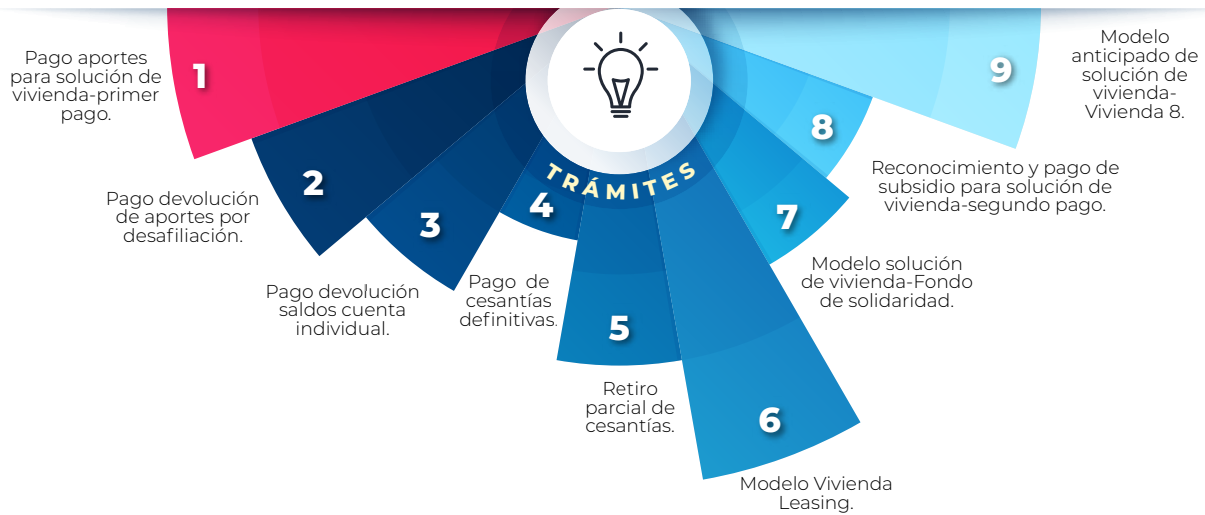 1
Pago aportes
para solución de
vivienda-primer
pago.
2
Pago devolución
de aportes por
desafiliación.
3
Pago devolución
saldos cuenta
individual.
4
Pago de
cesantías
definitivas.
5
Retiro
parcial de
cesantías.
6
Modelo Vivienda
Leasing.
7
Modelo solución
de vivienda-Fondo
de solidaridad.
8
Reconocimiento y pago de
subsidio para solución de
vivienda-segundo pago.
9
Modelo
anticipado de
solución de
vivienda-
Vivienda 8.
TRÁMITES